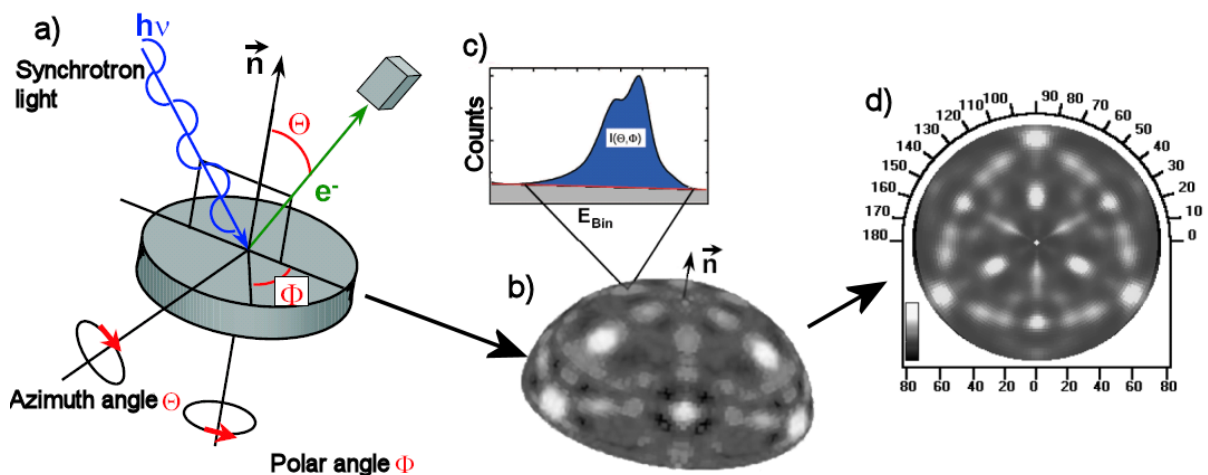 a)
hν
Synchrotron
light
n
Θ
e-
Φ
Azimuth angle Θ
Polar angle Φ
c)
Counts
I(Θ,Φ)
E Bin
b)
n
d)
180 170 160 150 140 130 120 110 100 90 80 70 60 50 40 30 20 10 0
80 60 40 20 0 20 40 60 80